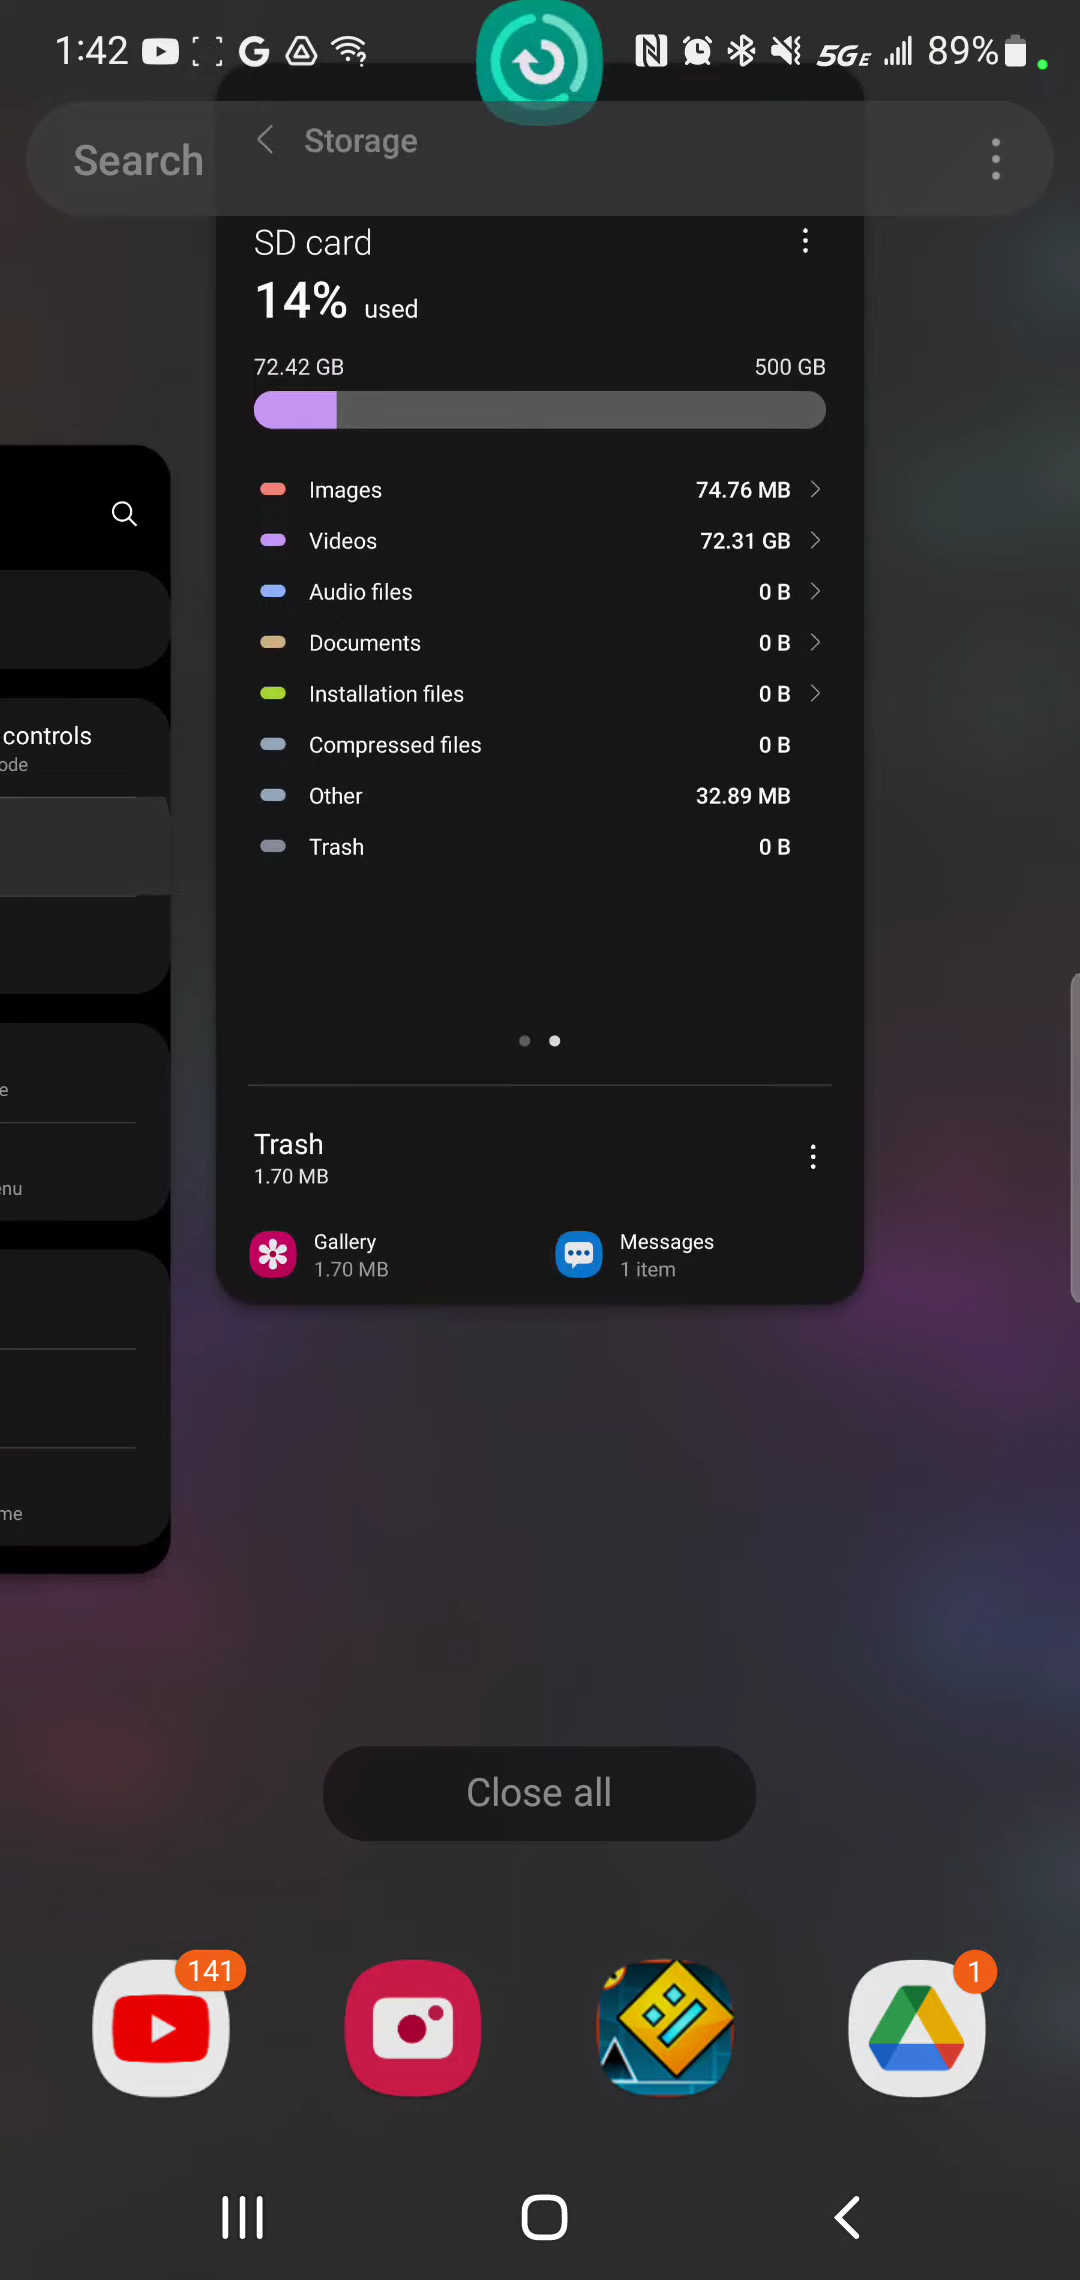 1:42 5GE 89%
Search
Storage
SD card
14% used
72.42 GB 500 GB
Images 74.76 MB
Videos 72.31 GB
Audio files 0 B
Documents 0 B
Installation files 0 B
Compressed files 0 B
Other 32.89 MB
Trash 0 B
controls
ode
e
enu
me
Trash
1.70 MB
Gallery Messages
1.70 MB 1 item
Close all
141 1